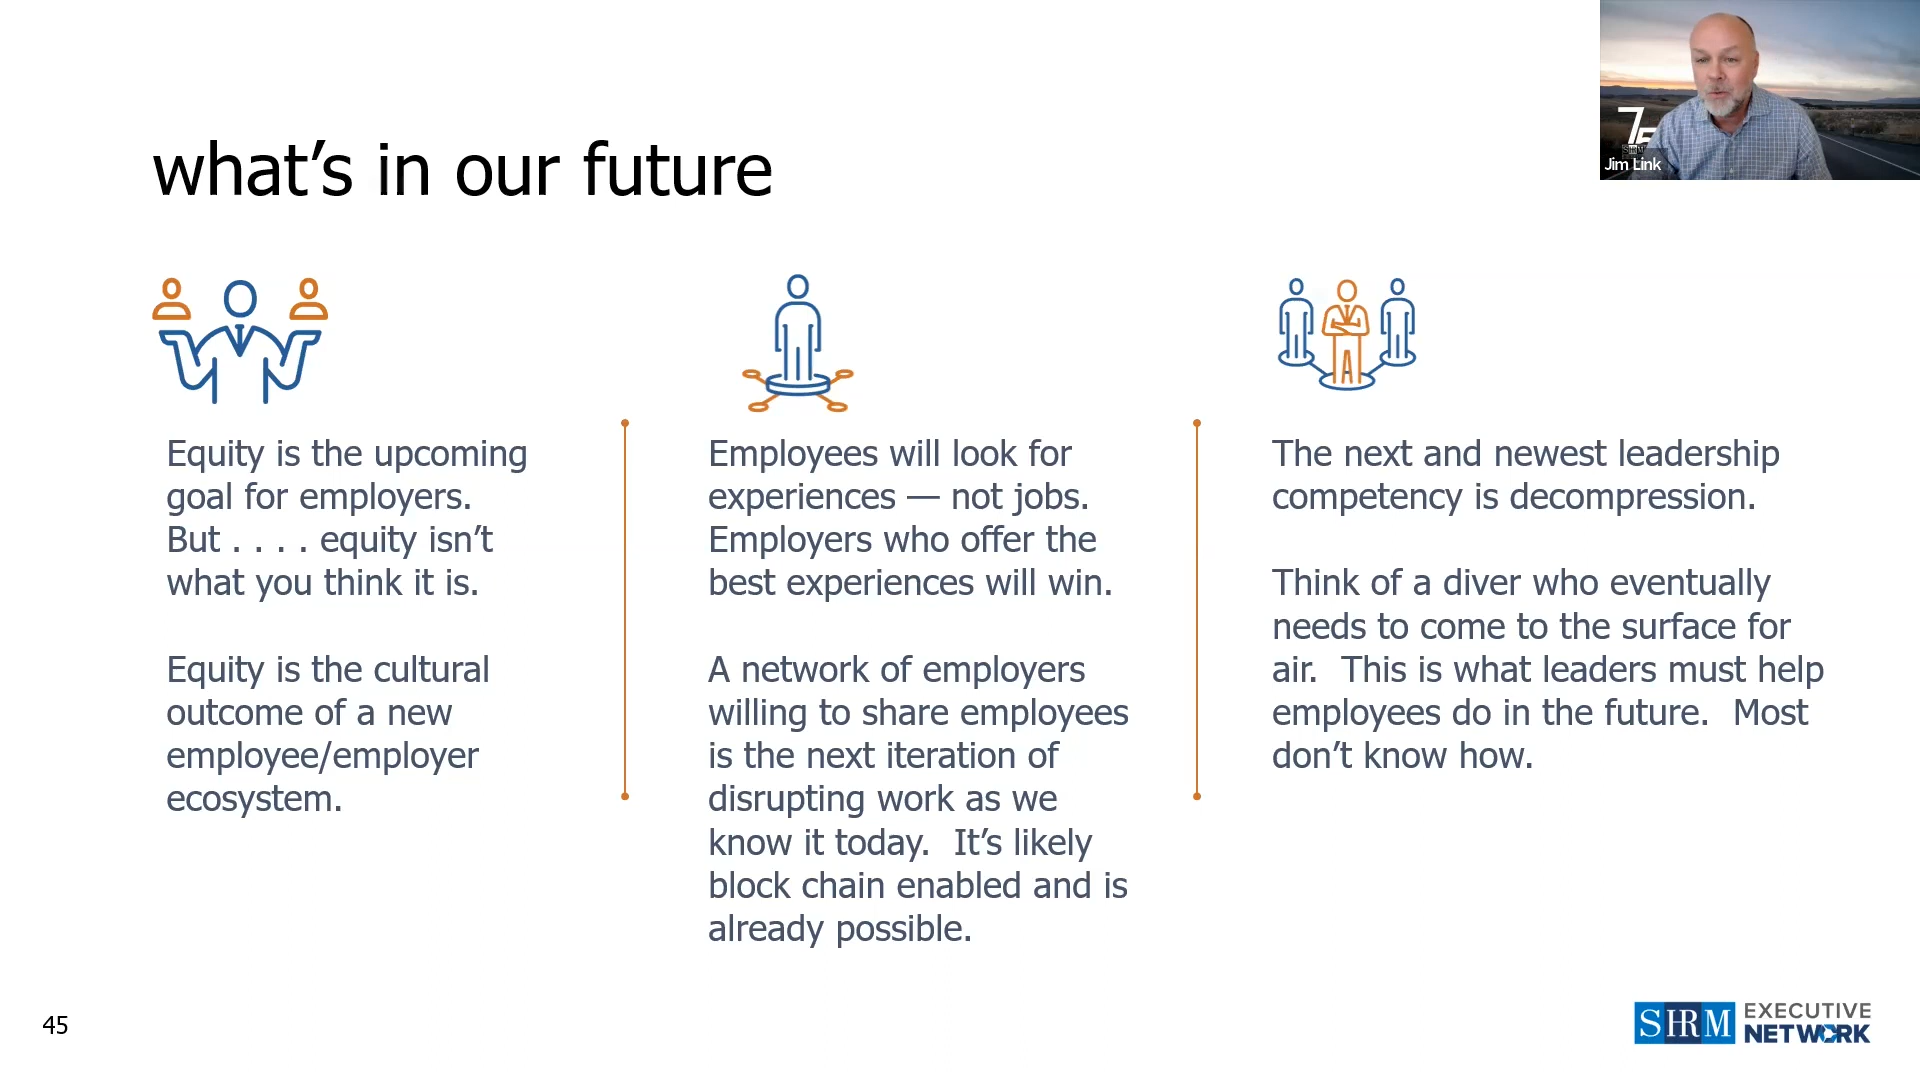 what’s in our future
7
SHRM
Jim Link
Equity is the upcoming
goal for employers.
But . . . . equity isn’t
what you think it is.
Equity is the cultural
outcome of a new
employee/employer
ecosystem.
Employees will look for
experiences — not jobs.
Employers who offer the
best experiences will win.
A network of employers
willing to share employees
is the next iteration of
disrupting work as we
know it today.  It’s likely
block chain enabled and is
already possible.
The next and newest leadership
competency is decompression.
Think of a diver who eventually
needs to come to the surface for
air.  This is what leaders must help
employees do in the future.  Most
don’t know how.
45
SHRM EXECUTIVE
NETWORK